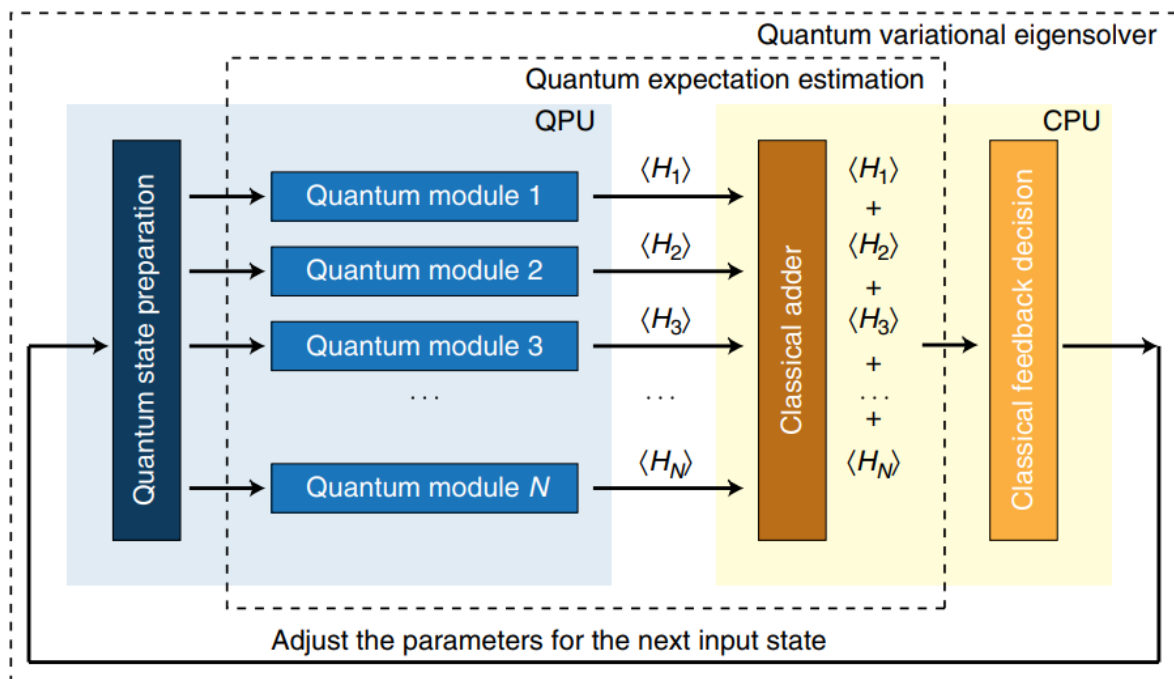 Quantum variational eigensolver
Quantum expectation estimation
QPU
CPU
Quantum state preparation
Quantum module 1
Quantum module 2
Quantum module 3
...
Quantum module N
⟨H₁⟩
⟨H₂⟩
⟨H₃⟩
...
⟨H_N⟩
Classical adder
⟨H₁⟩
+
⟨H₂⟩
+
⟨H₃⟩
+
...
+
⟨H_N⟩
Classical feedback decision
Adjust the parameters for the next input state